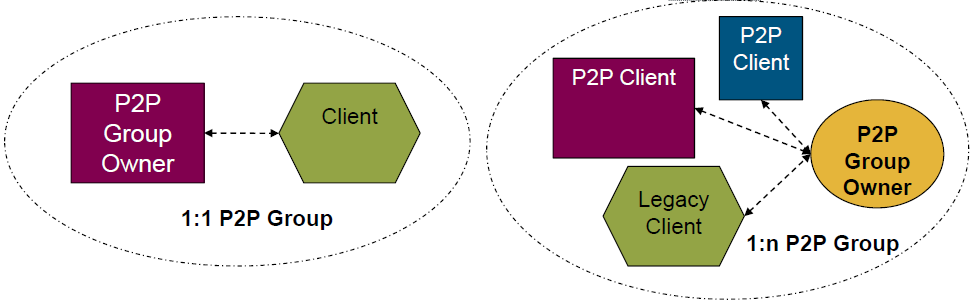 P2P
Group
Owner
Client
1:1 P2P Group
P2P Client
P2P
Client
P2P
Group
Owner
Legacy
Client
1:n P2P Group